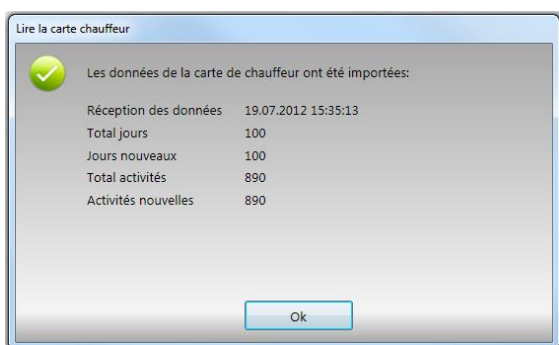 Lire la carte chauffeur
Les données de la carte de chauffeur ont été importées:
Réception des données 19.07.2012 15:35:13
Total jours 100
Jours nouveaux 100
Total activités 890
Activités nouvelles 890
Ok